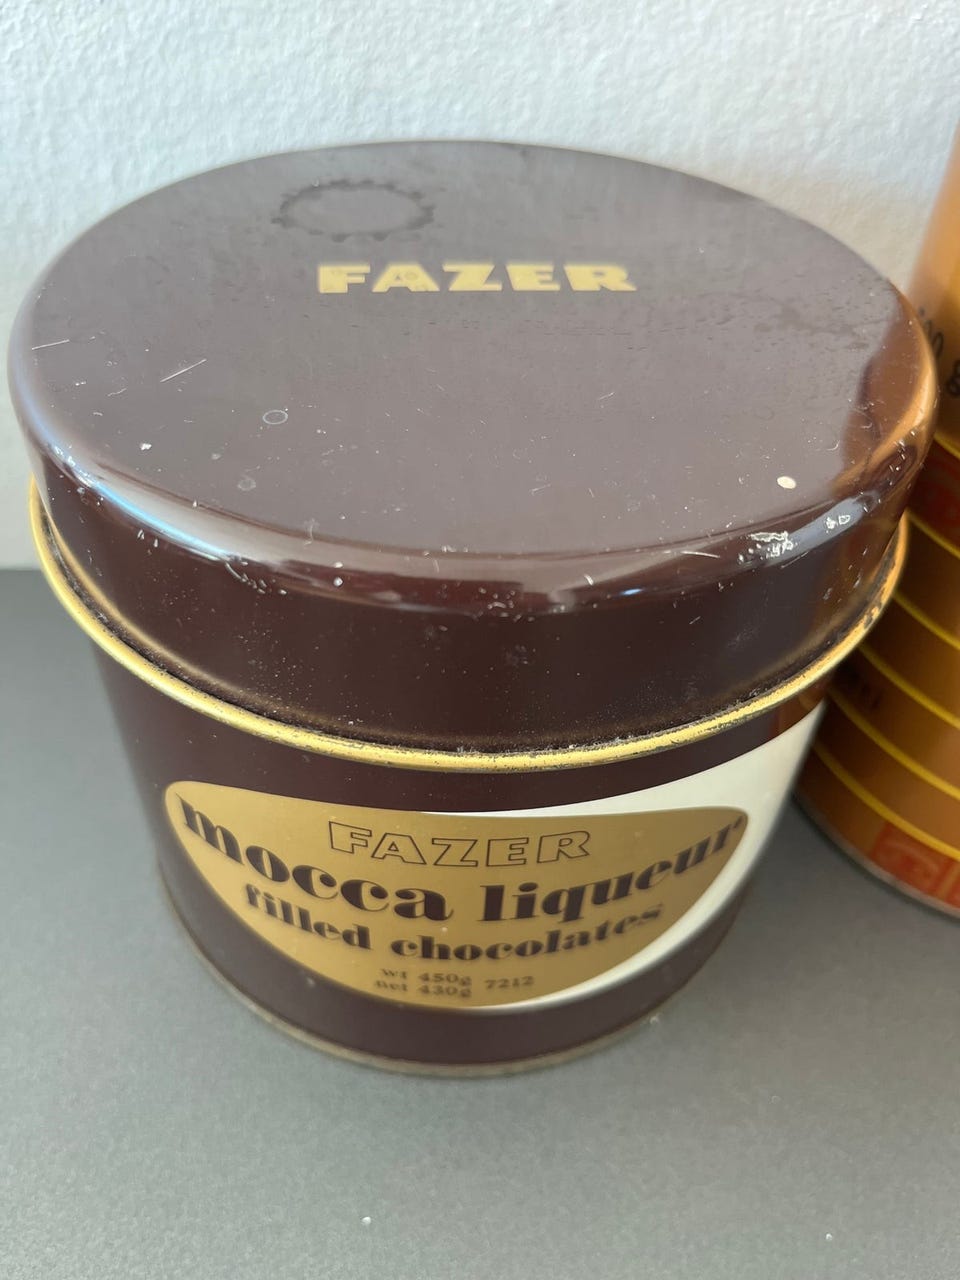 FAZER
FAZER
mocca liqueur
filled chocolates
wt 450g 7212
net 430g